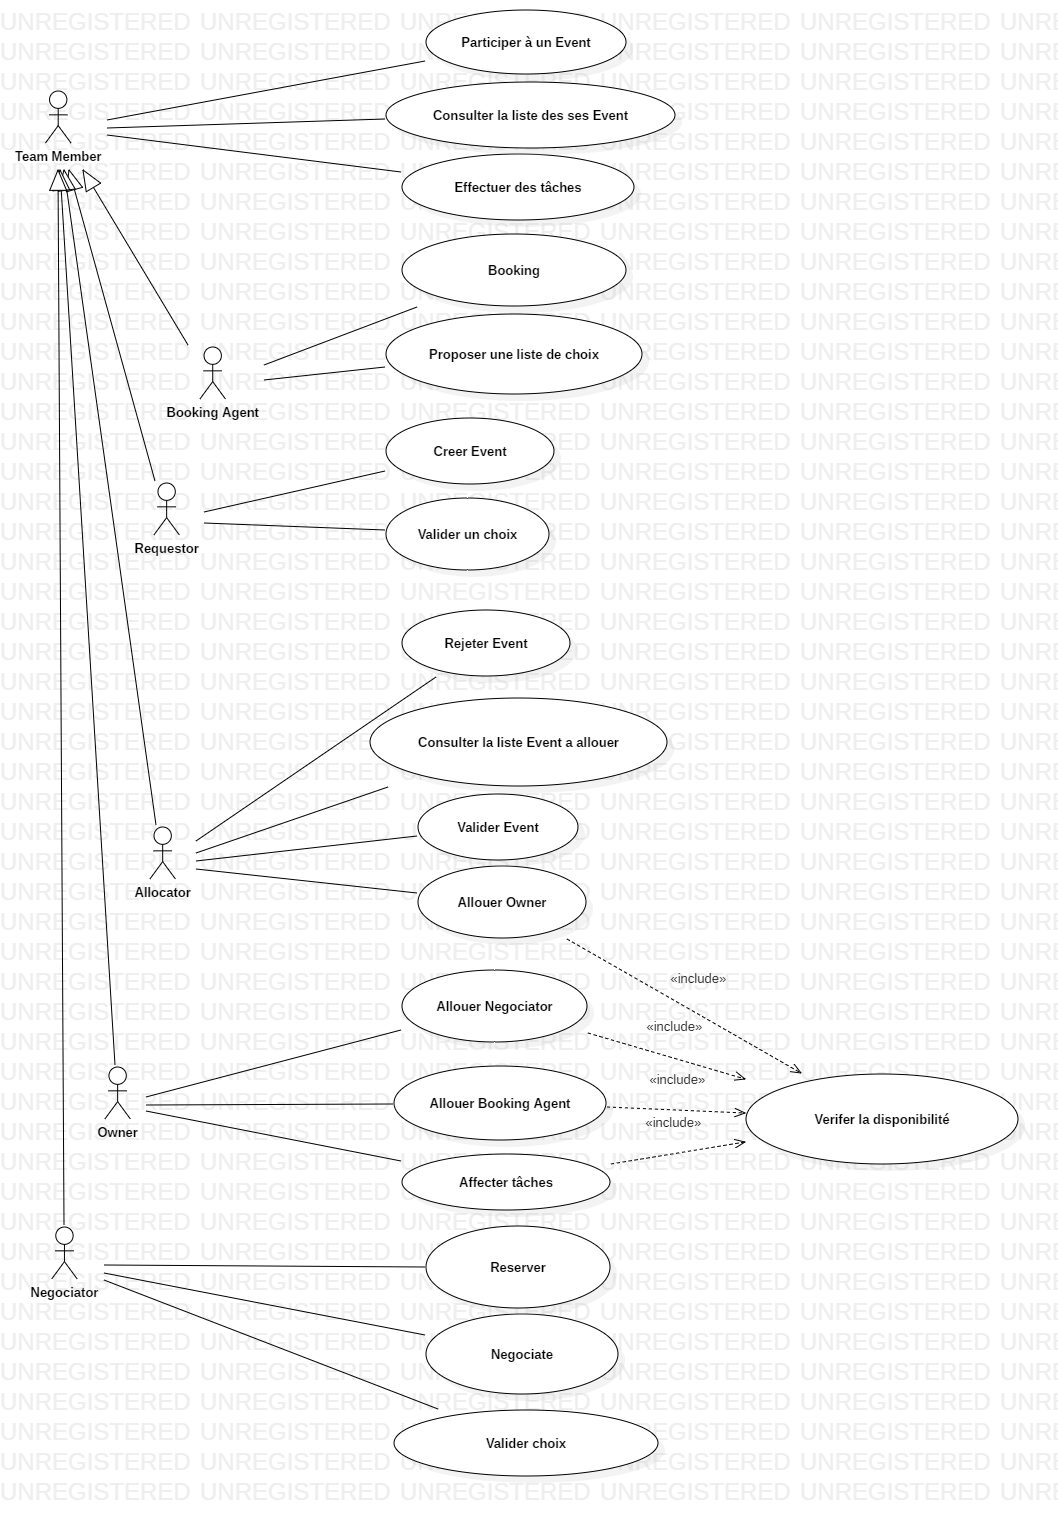 Participer à un Event
Consulter la liste des ses Event
Team Member
Effectuer des tâches
Booking
Proposer une liste de choix
Booking Agent
Creer Event
Valider un choix
Requestor
Rejeter Event
Consulter la liste Event a allouer
Valider Event
Allocator
Allouer Owner
«include»
Allouer Negociator
«include»
«include»
Allouer Booking Agent
Verifer la disponibilité
«include»
Owner
Affecter tâches
Reserver
Negociator
Negociate
Valider choix
UNREGISTERED